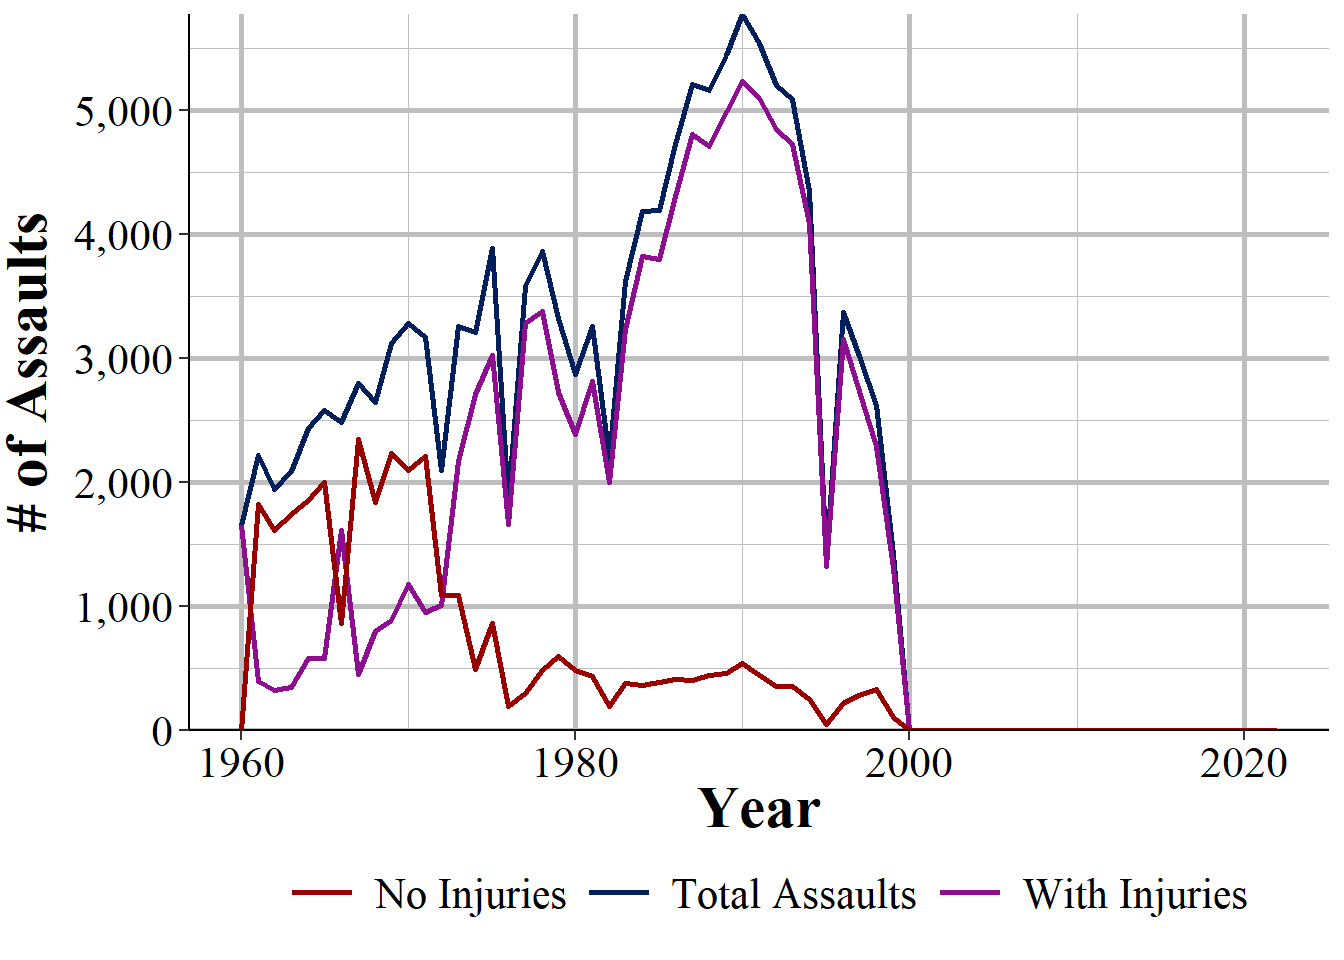 # of Assaults
5,000
4,000
3,000
2,000
1,000
0
1960 1980 2000 2020
Year
No Injuries Total Assaults With Injuries